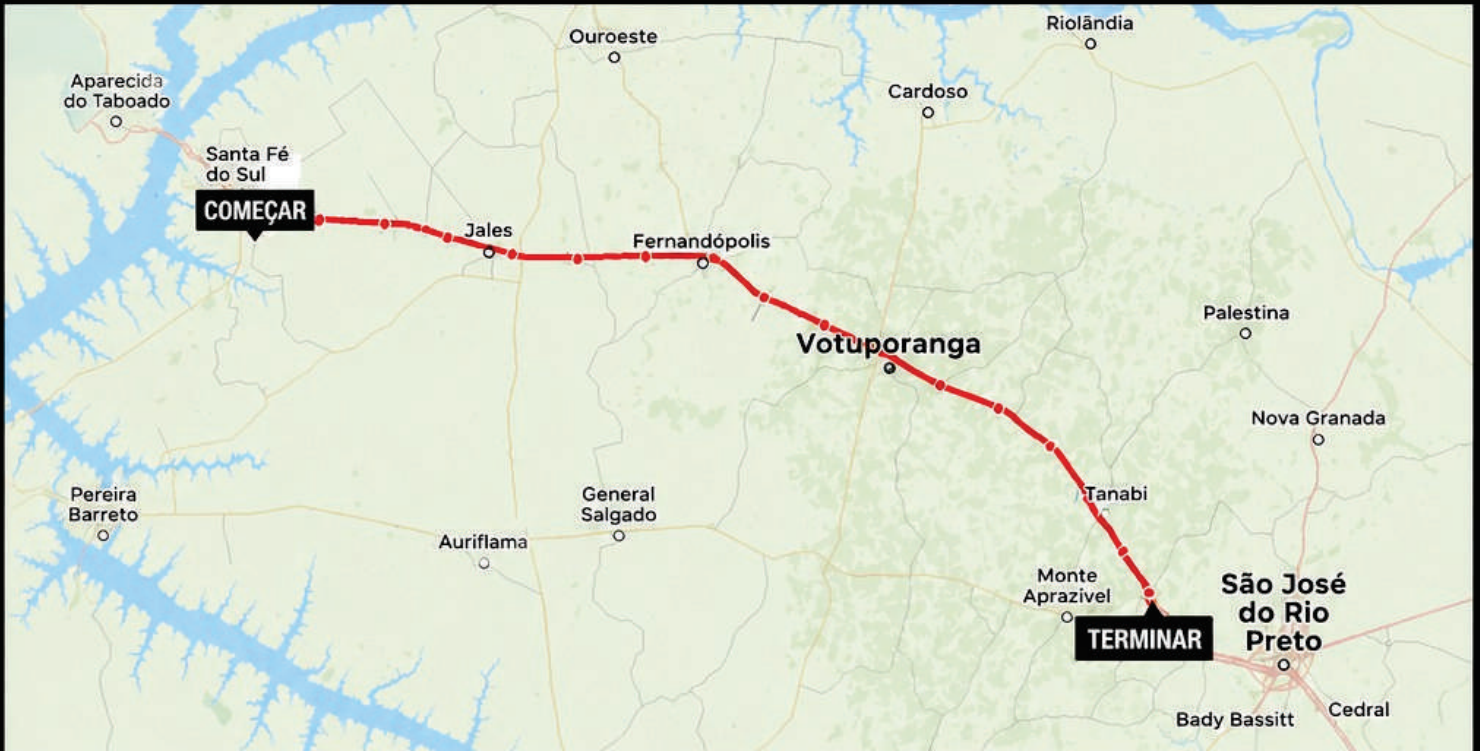 Ouroeste
Riolândia
Aparecida
do Taboado
Cardoso
Santa Fé
do Sul
COMEÇAR
Jales
Fernandópolis
Palestina
Votuporanga
Nova Granada
Pereira
Barreto
General
Salgado
Tanabi
Auriflama
Monte
Aprazivel
São José
do Rio
Preto
TERMINAR
Cedral
Bady Bassitt